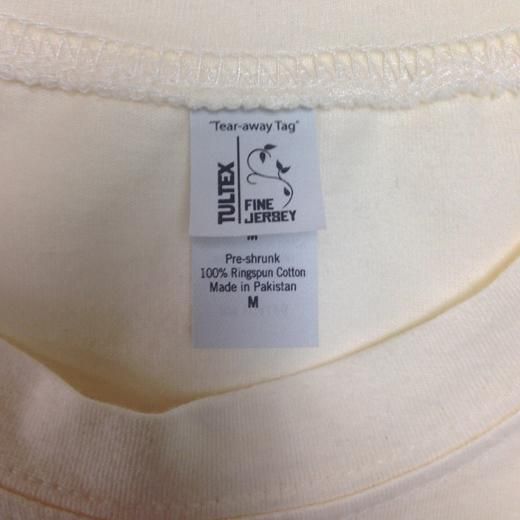 "Tear-away Tag"
TULTEX
FINE
JERSEY
M
Pre-shrunk
100% Ringspun Cotton
Made in Pakistan
M